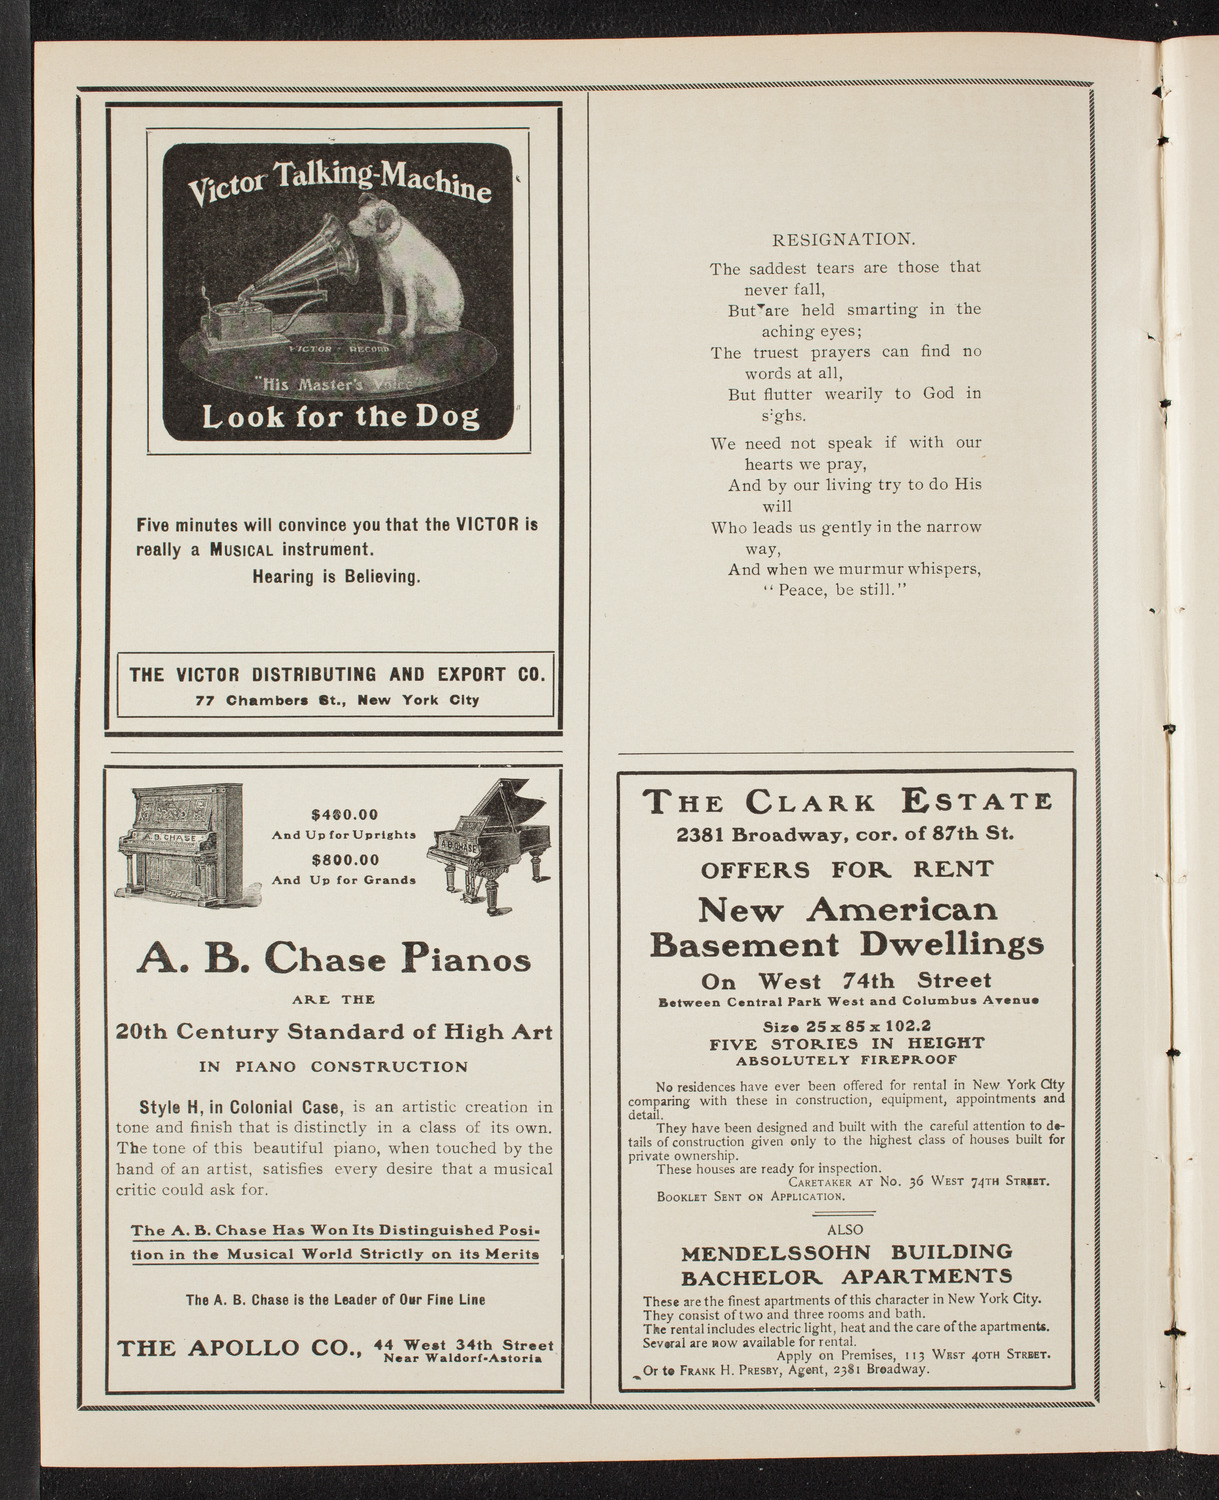 Victor Talking-Machine
VICTOR RECORD
"His Master's Voice"
Look for the Dog
Five minutes will convince you that the VICTOR is
really a MUSICAL instrument.
Hearing is Believing.
THE VICTOR DISTRIBUTING AND EXPORT CO.
77 Chambers St., New York City
A.B. CHASE
$400.00
And Up for Uprights
$800.00
And Up for Grands
A.B. CHASE
A. B. Chase Pianos
ARE THE
20th Century Standard of High Art
IN PIANO CONSTRUCTION
Style H, in Colonial Case, is an artistic creation in
tone and finish that is distinctly in a class of its own.
The tone of this beautiful piano, when touched by the
hand of an artist, satisfies every desire that a musical
critic could ask for.
The A. B. Chase Has Won Its Distinguished Posi-
tion in the Musical World Strictly on its Merits
The A. B. Chase is the Leader of Our Fine Line
THE APOLLO CO., 44 West 34th Street
Near Waldorf-Astoria
RESIGNATION.
The saddest tears are those that
never fall,
But are held smarting in the
aching eyes;
The truest prayers can find no
words at all,
But flutter wearily to God in
sighs.
We need not speak if with our
hearts we pray,
And by our living try to do His
will
Who leads us gently in the narrow
way,
And when we murmur whispers,
"Peace, be still."
THE CLARK ESTATE
2381 Broadway, cor. of 87th St.
OFFERS FOR RENT
New American
Basement Dwellings
On West 74th Street
Between Central Park West and Columbus Avenue
Size 25 x 85 x 102.2
FIVE STORIES IN HEIGHT
ABSOLUTELY FIREPROOF
No residences have ever been offered for rental in New York City
comparing with these in construction, equipment, appointments and
detail.
They have been designed and built with the careful attention to de-
tails of construction given only to the highest class of houses built for
private ownership.
These houses are ready for inspection.
CARETAKER AT NO. 36 WEST 74TH STREET.
BOOKLET SENT ON APPLICATION.
ALSO
MENDELSSOHN BUILDING
BACHELOR APARTMENTS
These are the finest apartments of this character in New York City.
They consist of two and three rooms and bath.
The rental includes electric light, heat and the care of the apartments.
Several are now available for rental.
Apply on Premises, 113 WEST 40TH STREET.
Or to FRANK H. PRESBY, Agent, 2381 Broadway.